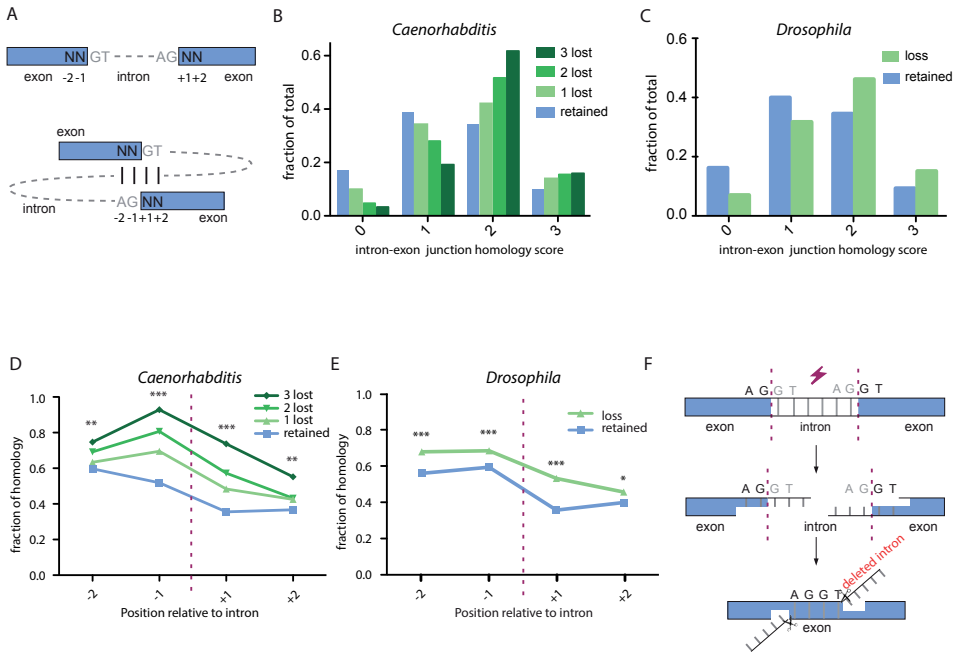 A
NN GT AG NN
exon -2 -1 intron +1+2 exon
exon
NN GT
AG NN
intron -2 -1+1+2 exon
B
Caenorhabditis
fraction of total
0.6
0.4
0.2
0.0
3 lost
2 lost
1 lost
retained
0 1 2 3
intron-exon junction homology score
C
Drosophila
fraction of total
0.6
0.4
0.2
0.0
loss
retained
0 1 2 3
intron-exon junction homology score
D
Caenorhabditis
fraction of homology
1.0
0.8
0.6
0.4
0.2
0.0
3 lost
2 lost
1 lost
retained
** *** *** **
-2 -1 +1 +2
Position relative to intron
E
Drosophila
fraction of homology
1.0
0.8
0.6
0.4
0.2
0.0
loss
retained
*** *** *** *
-2 -1 +1 +2
Position relative to intron
F
A G G T A G G T
exon intron exon
A G G T A G G T
exon intron exon
deleted intron
A G G T
exon